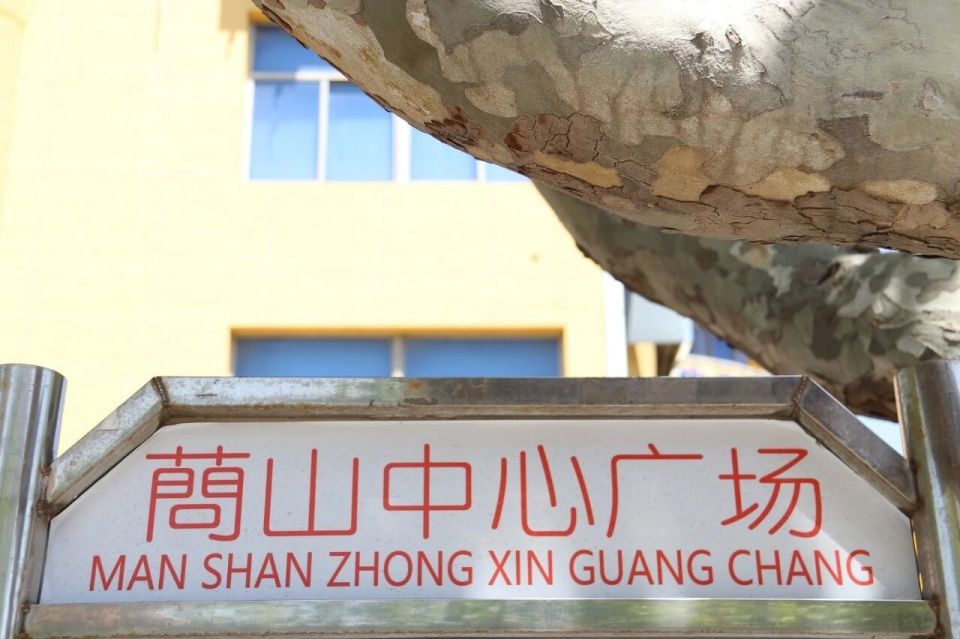 蔄山中心广场
MAN SHAN ZHONG XIN GUANG CHANG